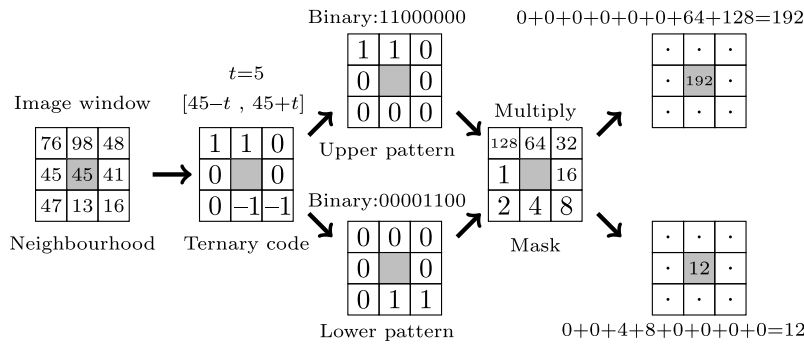 Binary:11000000
0+0+0+0+0+0+64+128=192
1 1 0
0 0
0 0 0
Upper pattern
t=5
[45–t , 45+t]
Image window
76 98 48
45 45 41
47 13 16
Neighbourhood
1 1 0
0 0
0 –1 –1
Ternary code
Multiply
128 64 32
1 16
2 4 8
Mask
· · ·
· 192 ·
· · ·
Binary:00001100
0 0 0
0 0
0 1 1
Lower pattern
· · ·
· 12 ·
· · ·
0+0+4+8+0+0+0+0=12